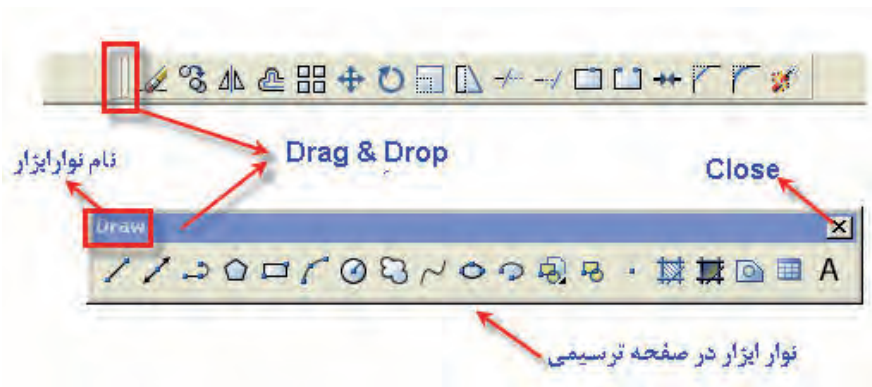 Drag & Drop
نام نوارابزار
Close
Draw
A
نوار ابزار در صفحه ترسیمی